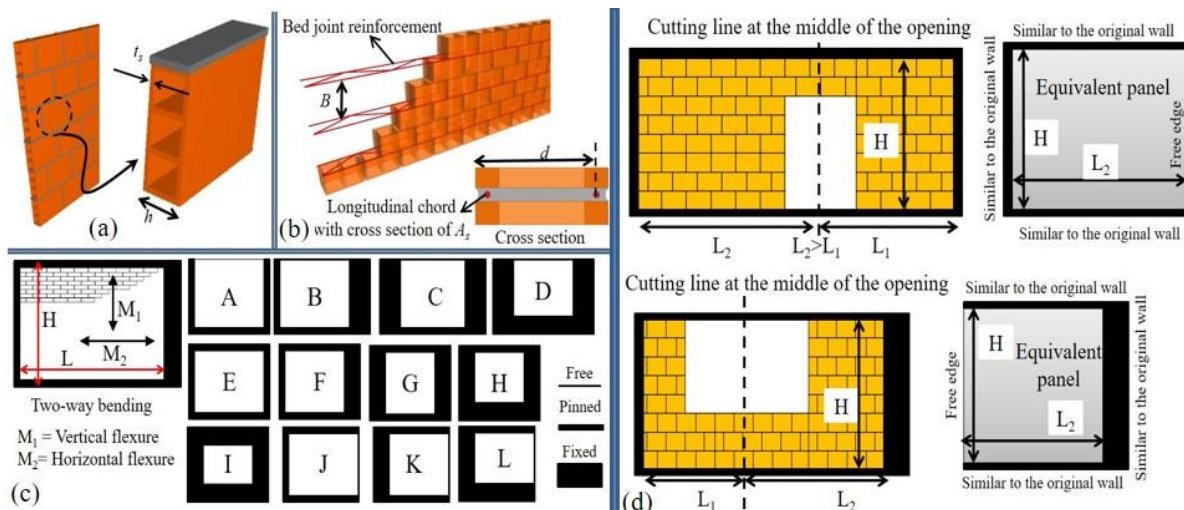 t_s
h
(a)
Bed joint reinforcement
B
d
Longitudinal chord
with cross section of A_s
Cross section
(b)
H
M₁
M₂
L
Two-way bending
M₁ = Vertical flexure
M₂= Horizontal flexure
(c)
A
B
C
D
E
F
G
H
I
J
K
L
Free
Pinned
Fixed
Cutting line at the middle of the opening
H
L₂
L₂>L₁
L₁
Similar to the original wall
Similar to the original wall
Equivalent panel
H
L₂
Free edge
Similar to the original wall
Cutting line at the middle of the opening
H
L₁
L₂
Similar to the original wall
Free edge
H
Equivalent
panel
L₂
Similar to the original wall
Similar to the original wall
(d)